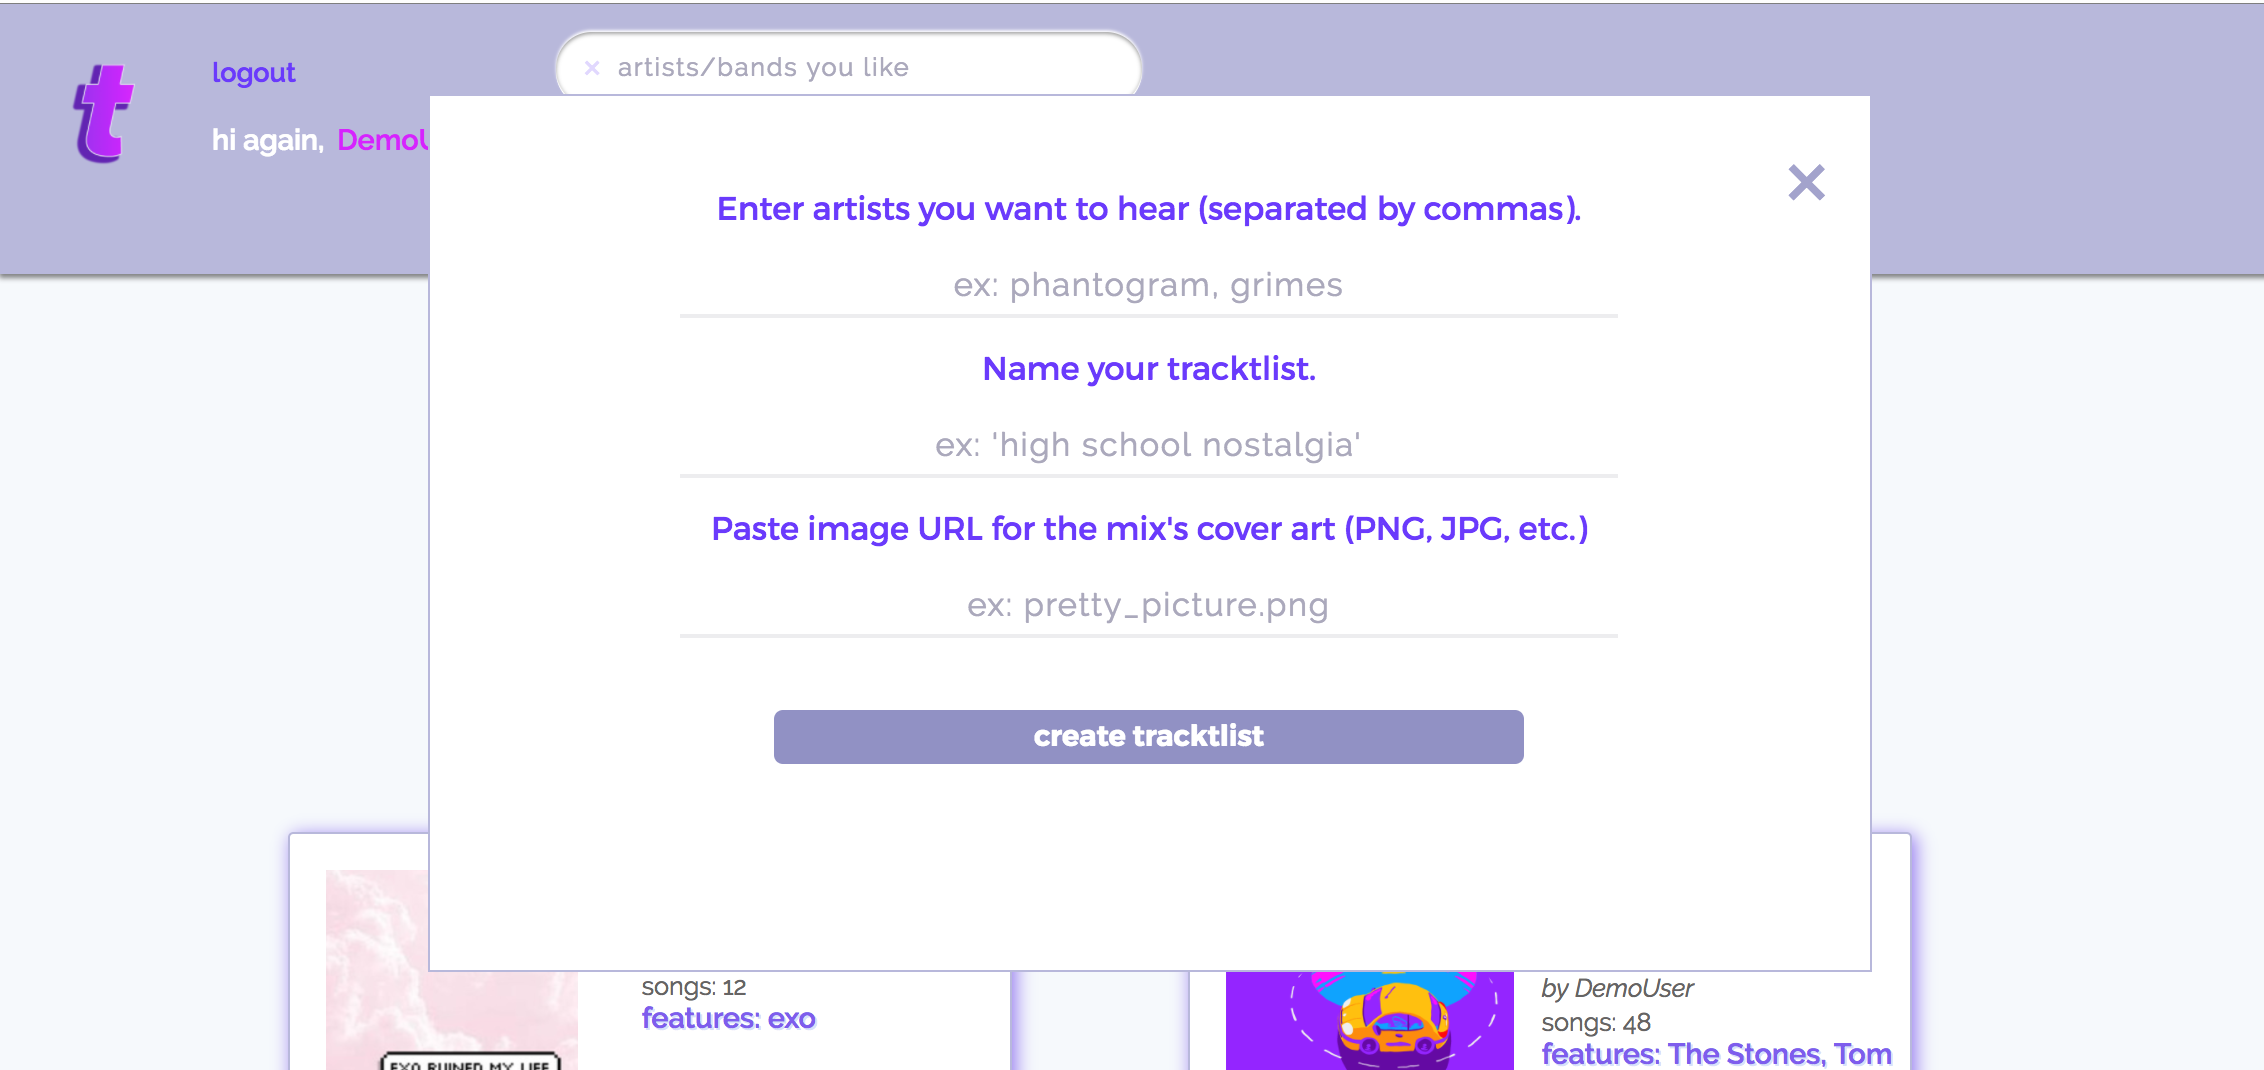 t
logout
× artists/bands you like
hi again, DemoU
Enter artists you want to hear (separated by commas).
ex: phantogram, grimes
Name your tracktlist.
ex: 'high school nostalgia'
Paste image URL for the mix's cover art (PNG, JPG, etc.)
ex: pretty_picture.png
create tracktlist
songs: 12
features: exo
EXO RUINED MY LIFE
by DemoUser
songs: 48
features: The Stones, Tom